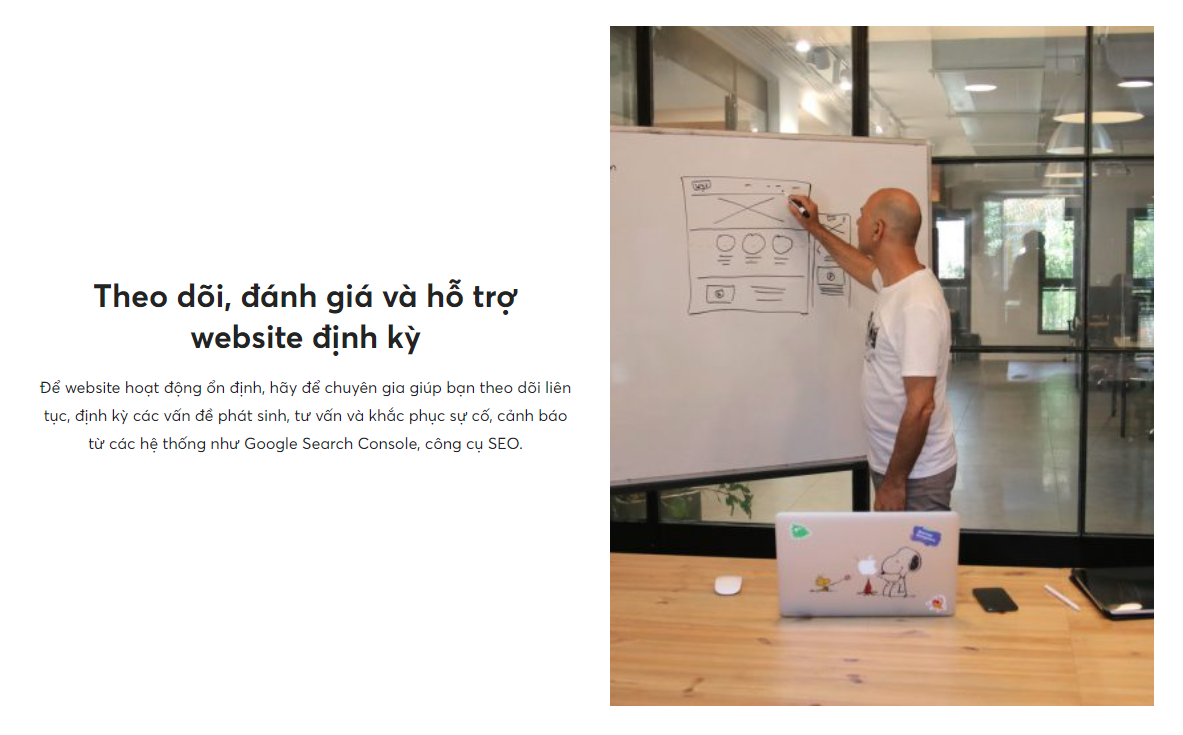 Theo dõi, đánh giá và hỗ trợ
website định kỳ
Để website hoạt động ổn định, hãy để chuyên gia giúp bạn theo dõi liên
tục, định kỳ các vấn đề phát sinh, tư vấn và khắc phục sự cố, cảnh báo
từ các hệ thống như Google Search Console, công cụ SEO.